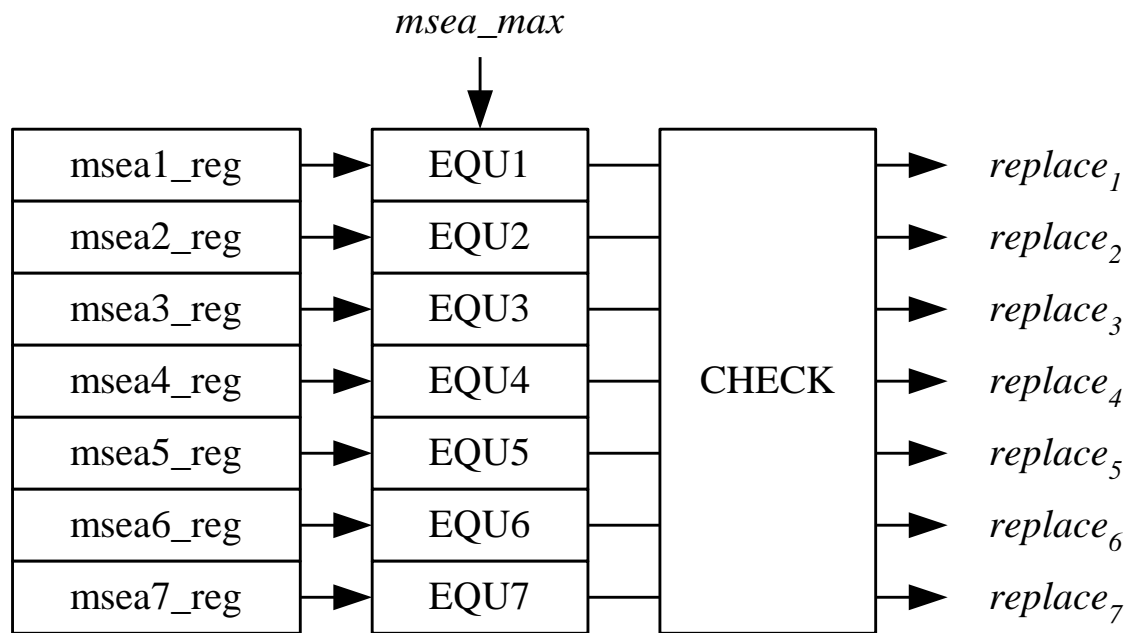 msea_max
msea1_reg EQU1 replace1
msea2_reg EQU2 replace2
msea3_reg EQU3 replace3
msea4_reg EQU4 CHECK replace4
msea5_reg EQU5 replace5
msea6_reg EQU6 replace6
msea7_reg EQU7 replace7